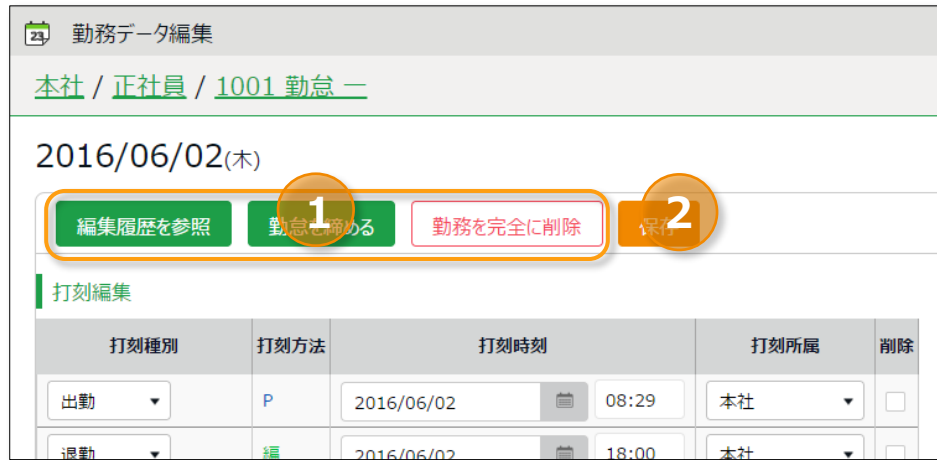 23 勤務データ編集
本社 / 正社員 / 1001 勤怠 一
2016/06/02(木)
編集履歴を参照 勤怠を締める 勤務を完全に削除 保存
1 2
打刻編集
打刻種別 打刻方法 打刻時刻 打刻所属 削除
出勤 P 2016/06/02 08:29 本社
退勤 編 2016/06/02 18:00 本社